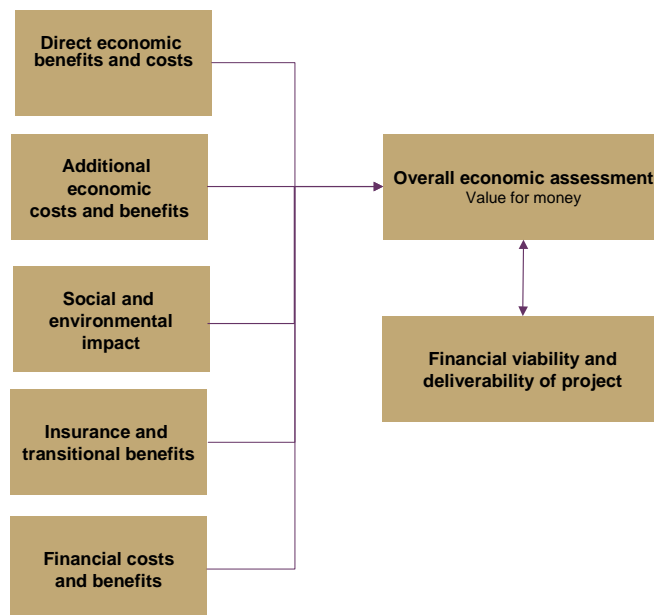 Direct economic
benefits and costs
Additional
economic
costs and benefits
Social and
environmental
impact
Insurance and
transitional benefits
Financial costs
and benefits
Overall economic assessment
Value for money
Financial viability and
deliverability of project